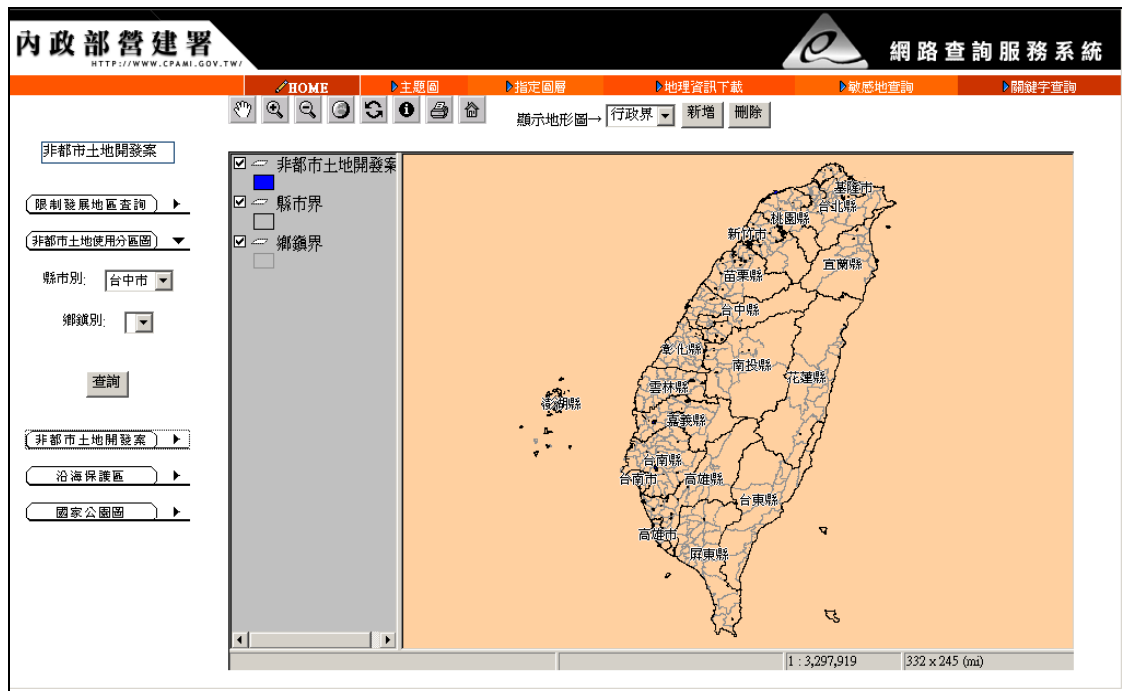 內政部營建署
HTTP://WWW.CPAMI.GOV.TW/
網路查詢服務系統
HOME
主題圖
指定圖層
地理資訊下載
敏感地查詢
關鍵字查詢
顯示地形圖→
行政界
新增
刪除
非都市土地開發案
限制發展地區查詢
非都市土地使用分區圖
縣市別:
台中市
鄉鎮別:
查詢
非都市土地開發案
沿海保護區
國家公園圖
非都市土地開發案
縣市界
鄉鎮界
基隆市
台北縣
桃園縣
新竹市
宜蘭縣
苗栗縣
台中縣
彰化縣
南投縣
花蓮縣
雲林縣
澎湖縣
嘉義縣
台南縣
台南市
高雄縣
台東縣
高雄市
屏東縣
1 : 3,297,919
332 x 245 (mi)